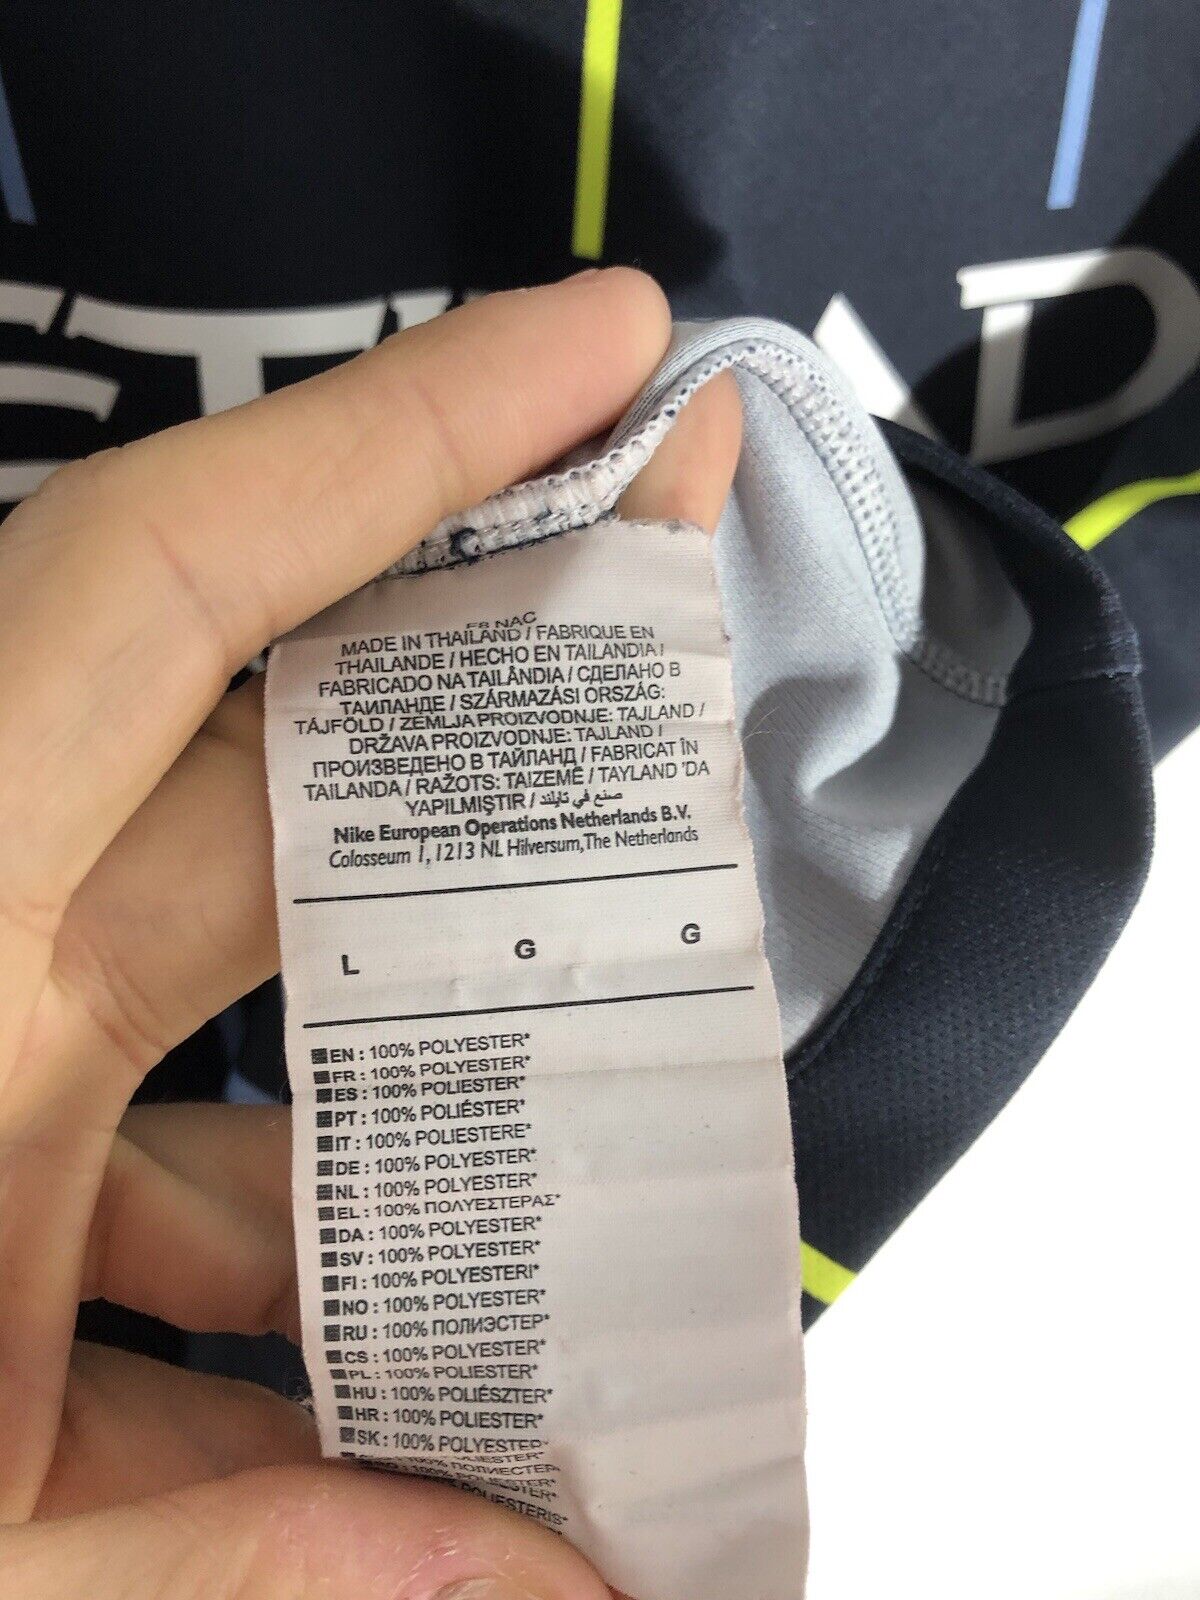 ETIHAD
F8 NAC
MADE IN THAILAND / FABRIQUE EN
THAILANDE / HECHO EN TAILANDIA /
FABRICADO NA TAILÂNDIA / СДЕЛАНО В
ТАИЛАНДЕ / SZÁRMAZÁSI ORSZÁG:
TÁJFÖLD / ZEMLJA PROIZVODNJE: TAJLAND /
DRŽAVA PROIZVODNJE: TAJLAND /
ПРОИЗВЕДЕНО В ТАЙЛАНД / FABRICAT ÎN
TAILANDA / RAŽOTS: TAIZEMĒ / TAYLAND 'DA
YAPILMIŞTIR / صنع في تايلند
Nike European Operations Netherlands B.V.
Colosseum 1, 1213 NL Hilversum, The Netherlands
L G G
EN : 100% POLYESTER*
FR : 100% POLYESTER*
ES : 100% POLIESTER*
PT : 100% POLIÉSTER*
IT : 100% POLIESTERE*
DE : 100% POLYESTER*
NL : 100% POLYESTER*
EL : 100% ΠΟΛΥΕΣΤΕΡΑΣ*
DA : 100% POLYESTER*
SV : 100% POLYESTER*
FI : 100% POLYESTERI*
NO : 100% POLYESTER*
RU : 100% ПОЛИЭСТЕР*
CS : 100% POLYESTER*
PL : 100% POLIESTER*
HU : 100% POLIÉSZTER*
HR : 100% POLIESTER*
SK : 100% POLYESTER*